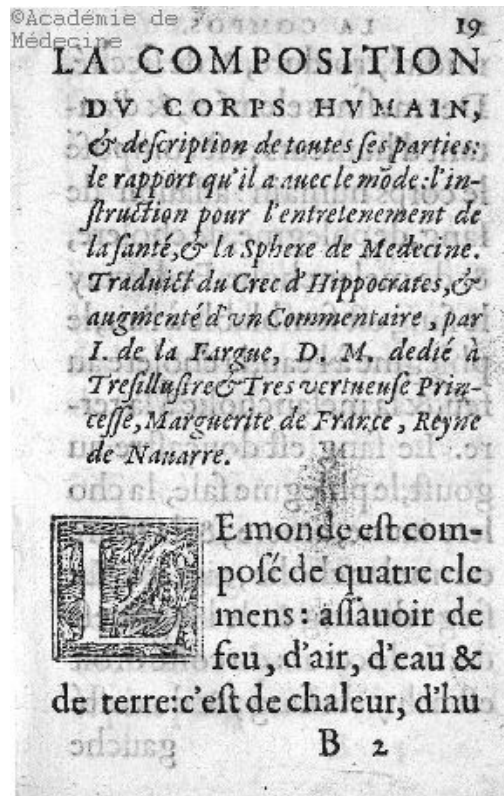 ©Académie de
Médecine
19
LA COMPOSITION
DV CORPS HVMAIN,
& deſcription de toutes ſes parties:
le rapport qu'il a auec le mõde: l'in-
ſtruction pour l'entretenement de
la ſanté, & la Sphere de Medecine.
Traduict du Crec d'Hippocrates, &
augmenté d'vn Commentaire, par
I. de la Fargue, D. M. dedié à
Treſilluſtre & Tres vertueuſe Prin-
ceſſe, Marguerite de France, Reyne
de Nauarre.
LE monde eſt com-
poſé de quatre ele
mens: aſſauoir de
feu, d'air, d'eau &
de terre: c'eſt de chaleur, d'hu
B 2